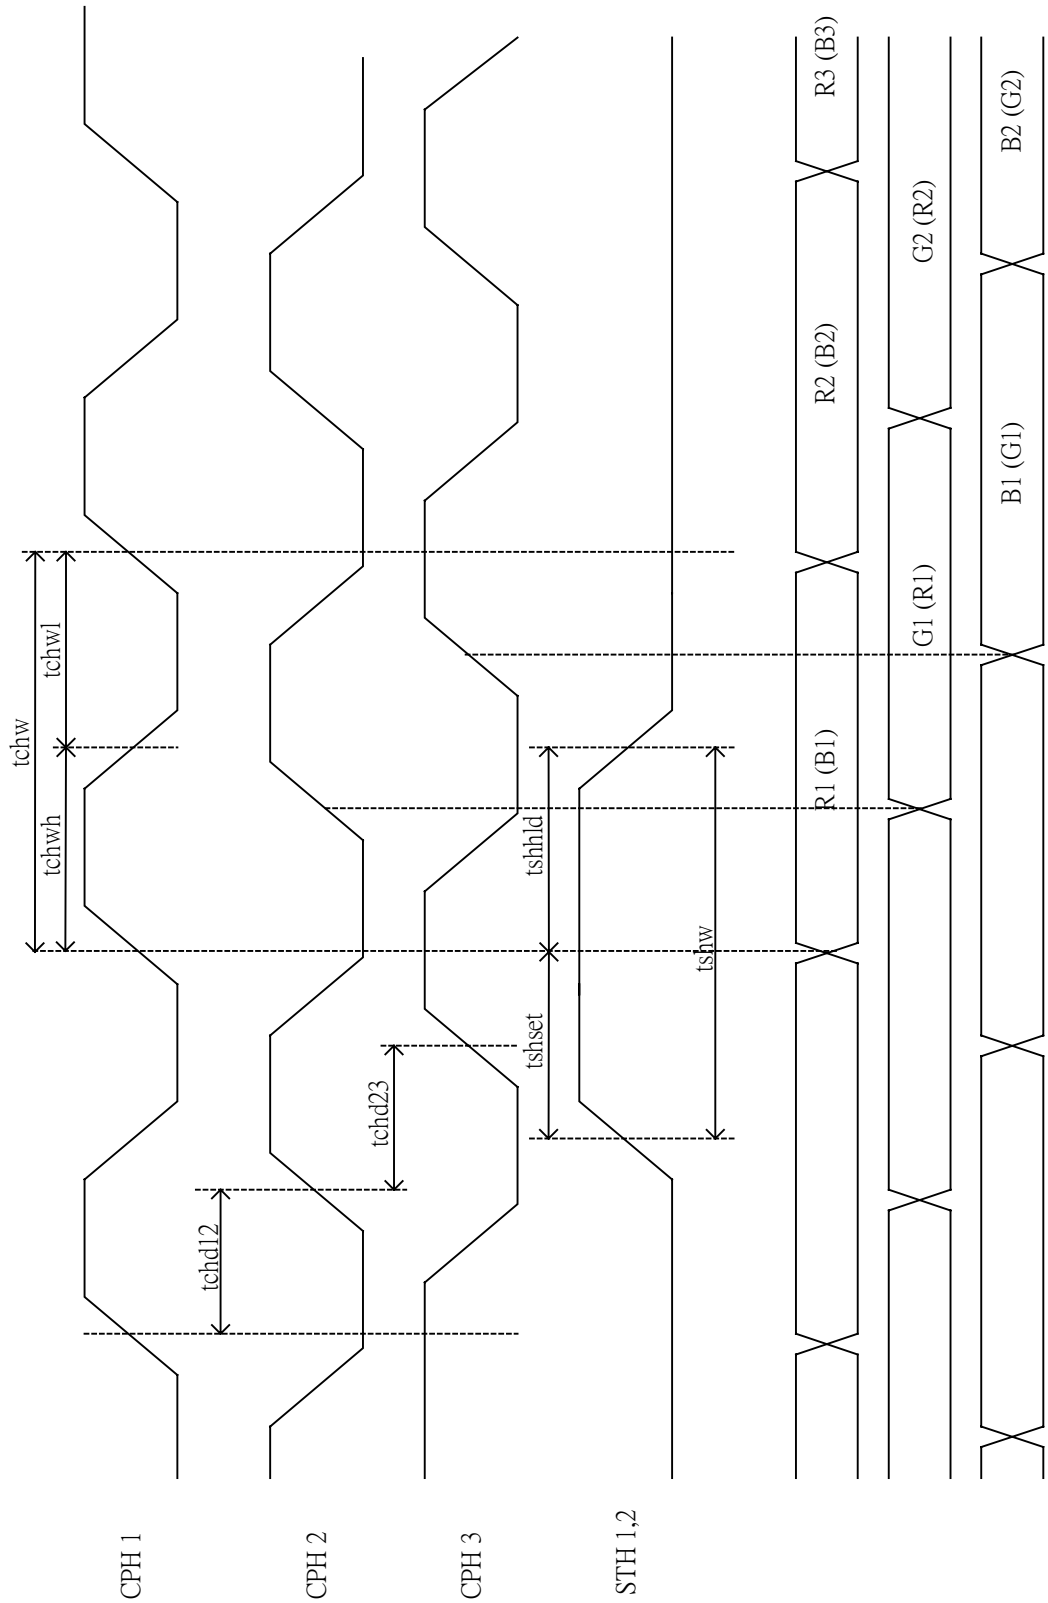 CPH 1
tchw
tchwh
tchwl
CPH 2
tchd12
CPH 3
tchd23
STH 1,2
tshset
tshhld
tshw
R1 (B1)
R2 (B2)
R3 (B3)
G1 (R1)
G2 (R2)
B1 (G1)
B2 (G2)